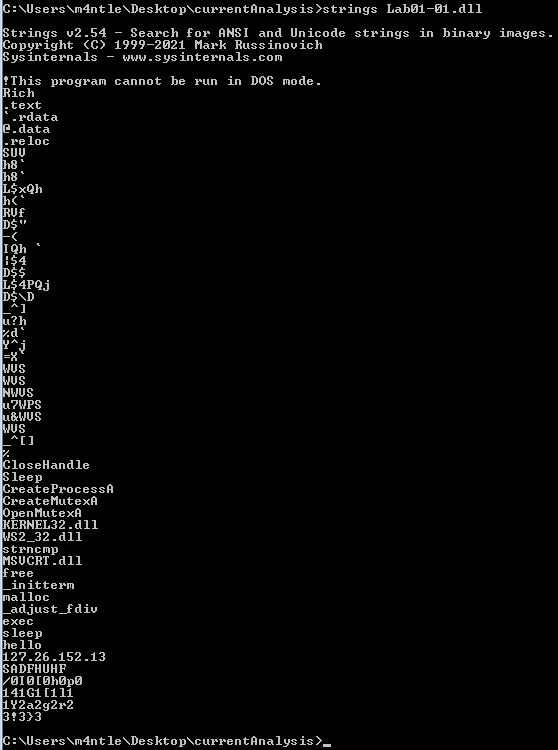 C:\Users\m4ntle\Desktop\currentAnalysis>strings Lab01-01.dll
Strings v2.54 - Search for ANSI and Unicode strings in binary images.
Copyright (C) 1999-2021 Mark Russinovich
Sysinternals - www.sysinternals.com
!This program cannot be run in DOS mode.
Rich
.text
`.rdata
@.data
.reloc
SUV
h8`
h8`
L$xQh
h(`
RVf
D$"
-(
IQh `
|$4
D$$
L$4PQj
D$\D
_^]
u?h
%d`
Y^j
=X`
WVS
WVS
NWVS
u7WPS
u&WVS
WVS
_^[]
%
CloseHandle
Sleep
CreateProcessA
CreateMutexA
OpenMutexA
KERNEL32.dll
WS2_32.dll
strncmp
MSVCRT.dll
free
_initterm
malloc
_adjust_fdiv
exec
sleep
hello
127.26.152.13
SADFHUHF
/0I0[0h0p0
141G1[1l1
1Y2a2g2r2
3!3}3
C:\Users\m4ntle\Desktop\currentAnalysis>_